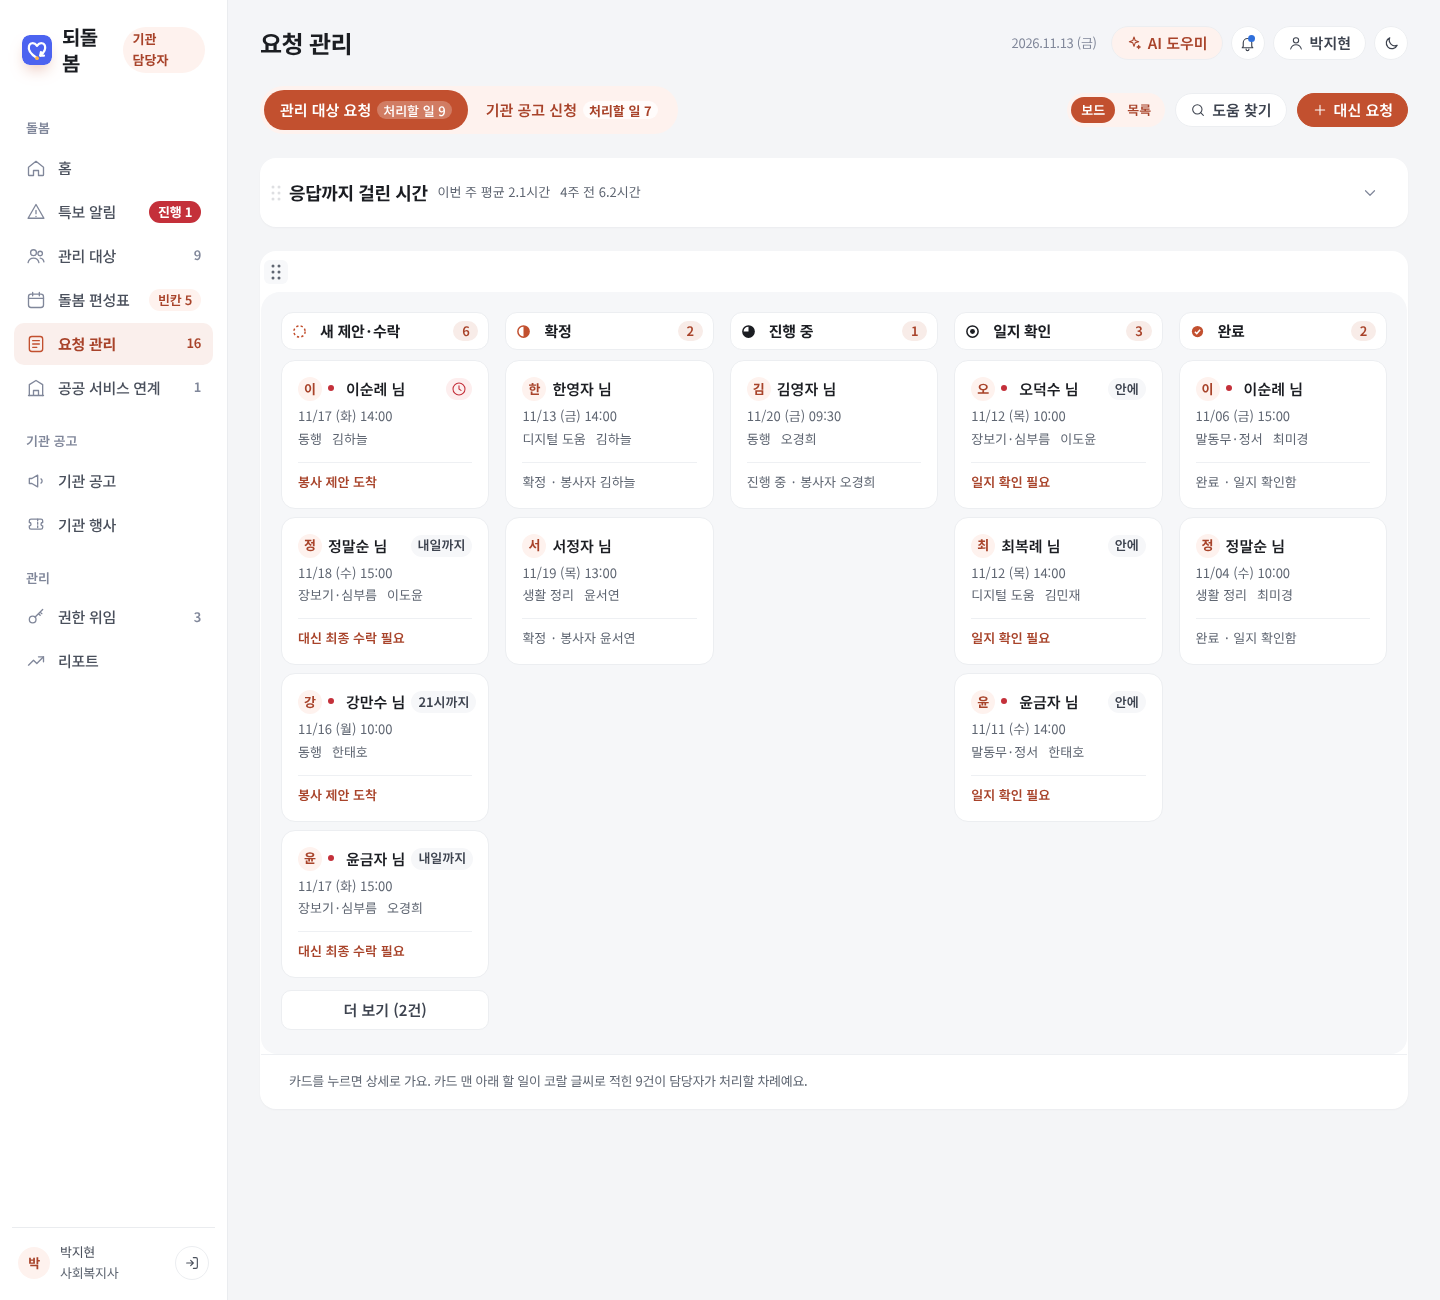 되돌봄
기관 담당자
돌봄
홈
특보 알림 진행 1
관리 대상 9
돌봄 편성표 빈칸 5
요청 관리 16
공공 서비스 연계 1
기관 공고
기관 공고
기관 행사
관리
권한 위임 3
리포트
박 박지현
사회복지사
요청 관리
2026.11.13 (금) AI 도우미 박지현
관리 대상 요청 처리할 일 9 기관 공고 신청 처리할 일 7
보드 목록 도움 찾기 대신 요청
응답까지 걸린 시간 이번 주 평균 2.1시간 4주 전 6.2시간
새 제안·수락 6
이 이순례 님
11/17 (화) 14:00
동행 김하늘
봉사 제안 도착
정 정말순 님 내일까지
11/18 (수) 15:00
장보기·심부름 이도윤
대신 최종 수락 필요
강 강만수 님 21시까지
11/16 (월) 10:00
동행 한태호
봉사 제안 도착
윤 윤금자 님 내일까지
11/17 (화) 15:00
장보기·심부름 오경희
대신 최종 수락 필요
더 보기 (2건)
확정 2
한 한영자 님
11/13 (금) 14:00
디지털 도움 김하늘
확정 · 봉사자 김하늘
서 서정자 님
11/19 (목) 13:00
생활 정리 윤서연
확정 · 봉사자 윤서연
진행 중 1
김 김영자 님
11/20 (금) 09:30
동행 오경희
진행 중 · 봉사자 오경희
일지 확인 3
오 오덕수 님 안에
11/12 (목) 10:00
장보기·심부름 이도윤
일지 확인 필요
최 최복례 님 안에
11/12 (목) 14:00
디지털 도움 김민재
일지 확인 필요
윤 윤금자 님 안에
11/11 (수) 14:00
말동무·정서 한태호
일지 확인 필요
완료 2
이 이순례 님
11/06 (금) 15:00
말동무·정서 최미경
완료 · 일지 확인함
정 정말순 님
11/04 (수) 10:00
생활 정리 최미경
완료 · 일지 확인함
카드를 누르면 상세로 가요. 카드 맨 아래 할 일이 코랄 글씨로 적힌 9건이 담당자가 처리할 차례예요.